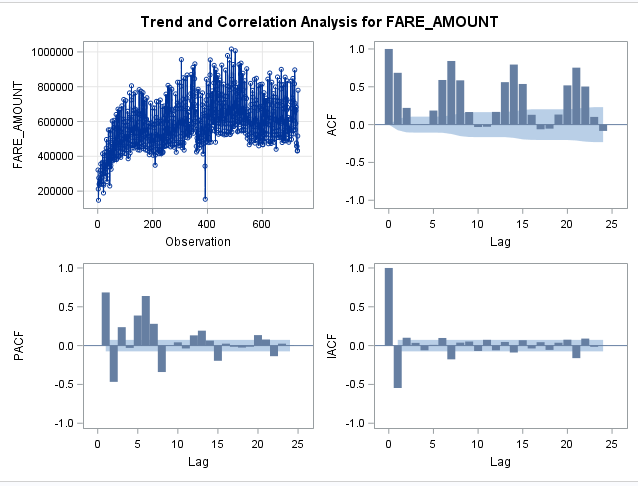 Trend and Correlation Analysis for FARE_AMOUNT
1000000
800000
600000
400000
200000
FARE_AMOUNT
0 200 400 600
Observation
1.0
0.5
0.0
-0.5
-1.0
ACF
0 5 10 15 20 25
Lag
1.0
0.5
0.0
-0.5
-1.0
PACF
0 5 10 15 20 25
Lag
1.0
0.5
0.0
-0.5
-1.0
IACF
0 5 10 15 20 25
Lag